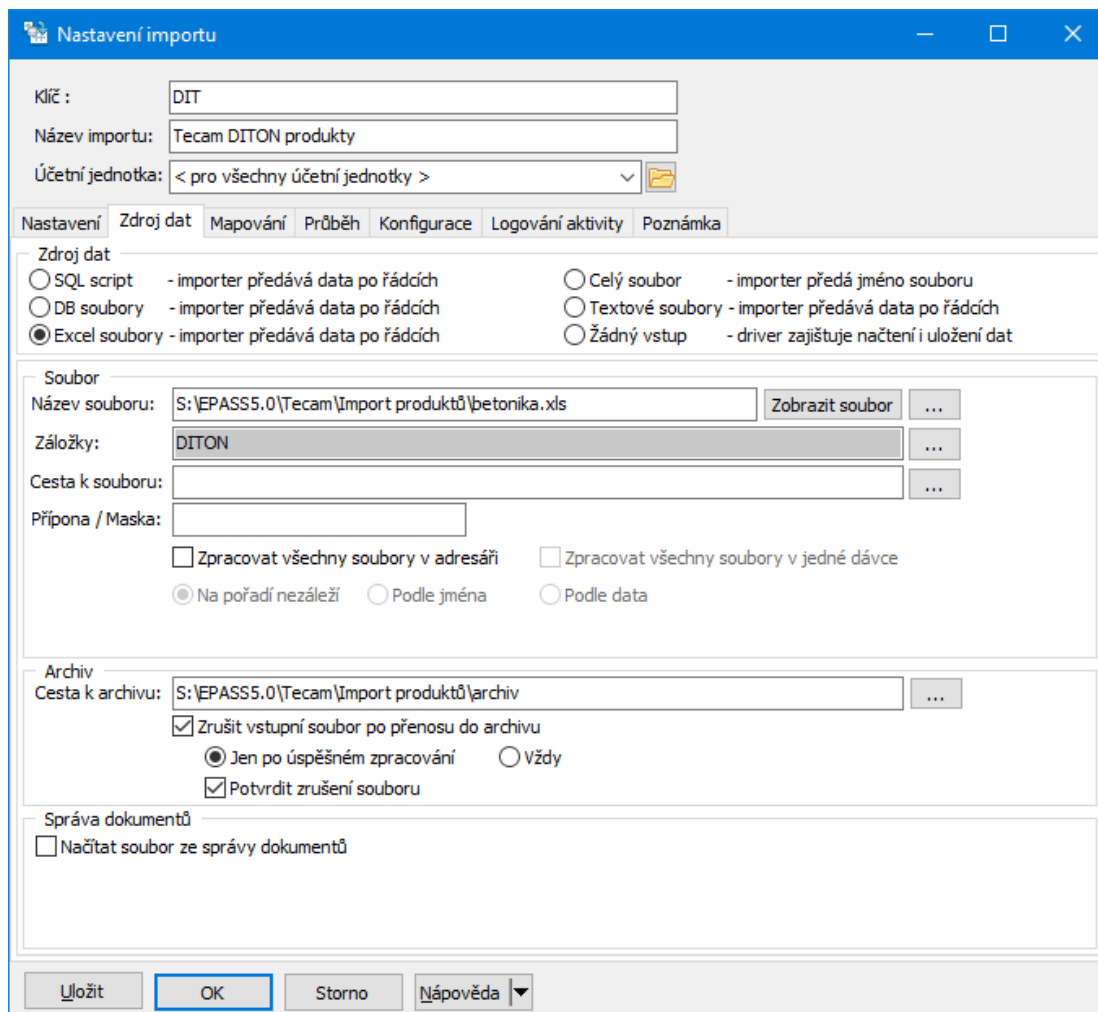 Nastavení importu
Klíč : DIT
Název importu: Tecam DITON produkty
Účetní jednotka: < pro všechny účetní jednotky >
Nastavení Zdroj dat Mapování Průběh Konfigurace Logování aktivity Poznámka
Zdroj dat
SQL script - importer předává data po řádcích Celý soubor - importer předá jméno souboru
DB soubory - importer předává data po řádcích Textové soubory - importer předává data po řádcích
Excel soubory - importer předává data po řádcích Žádný vstup - driver zajištuje načtení i uložení dat
Soubor
Název souboru: S:\EPASS5.0\Tecam\Import produktů\betonika.xls Zobrazit soubor ...
Záložky: DITON ...
Cesta k souboru: ...
Přípona / Maska:
Zpracovat všechny soubory v adresáři Zpracovat všechny soubory v jedné dávce
Na pořadí nezáleží Podle jména Podle data
Archiv
Cesta k archivu: S:\EPASS5.0\Tecam\Import produktů\archiv ...
Zrušit vstupní soubor po přenosu do archivu
Jen po úspěšném zpracování Vždy
Potvrdit zrušení souboru
Správa dokumentů
Načítat soubor ze správy dokumentů
Uložit OK Storno Nápověda